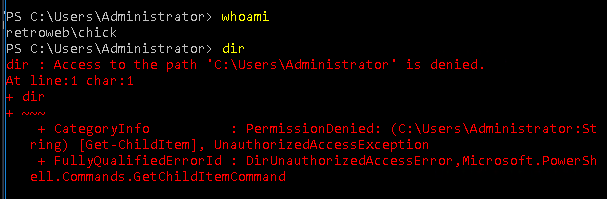 PS C:\Users\Administrator> whoami
retroweb\chick
PS C:\Users\Administrator> dir
dir : Access to the path 'C:\Users\Administrator' is denied.
At line:1 char:1
+ dir
+ ~~~
    + CategoryInfo          : PermissionDenied: (C:\Users\Administrator:St
   ring) [Get-ChildItem], UnauthorizedAccessException
    + FullyQualifiedErrorId : DirUnauthorizedAccessError,Microsoft.PowerSh
   ell.Commands.GetChildItemCommand